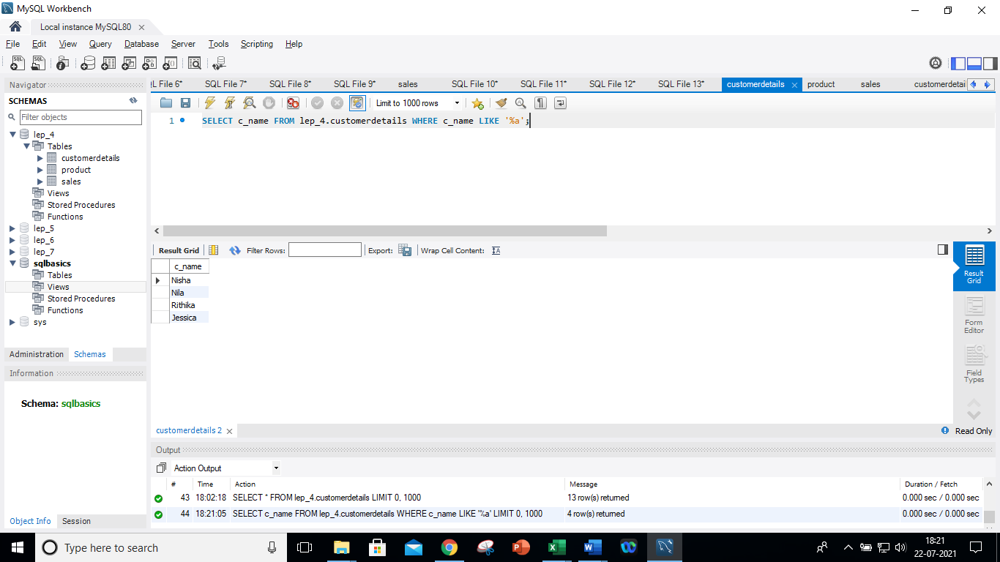 MySQL Workbench
Local instance MySQL80
File Edit View Query Database Server Tools Scripting Help
Navigator
SCHEMAS
Filter objects
lep_4
Tables
customerdetails
product
sales
Views
Stored Procedures
Functions
lep_5
lep_6
lep_7
sqlbasics
Tables
Views
Stored Procedures
Functions
sys
Administration Schemas
Information
Schema: sqlbasics
Object Info Session
L File 6* SQL File 7* SQL File 8* SQL File 9* sales SQL File 10* SQL File 11* SQL File 12* SQL File 13* customerdetails product sales customerdetail
Limit to 1000 rows
1 SELECT c_name FROM lep_4.customerdetails WHERE c_name LIKE '%a';
Result Grid Filter Rows: Export: Wrap Cell Content:
c_name
Nisha
Nila
Rithika
Jessica
Result
Grid
Form
Editor
Field
Types
customerdetails 2 Read Only
Output
Action Output
# Time Action Message Duration / Fetch
43 18:02:18 SELECT * FROM lep_4.customerdetails LIMIT 0, 1000 13 row(s) returned 0.000 sec / 0.000 sec
44 18:21:05 SELECT c_name FROM lep_4.customerdetails WHERE c_name LIKE '%a' LIMIT 0, 1000 4 row(s) returned 0.000 sec / 0.000 sec
Type here to search
18:21
22-07-2021